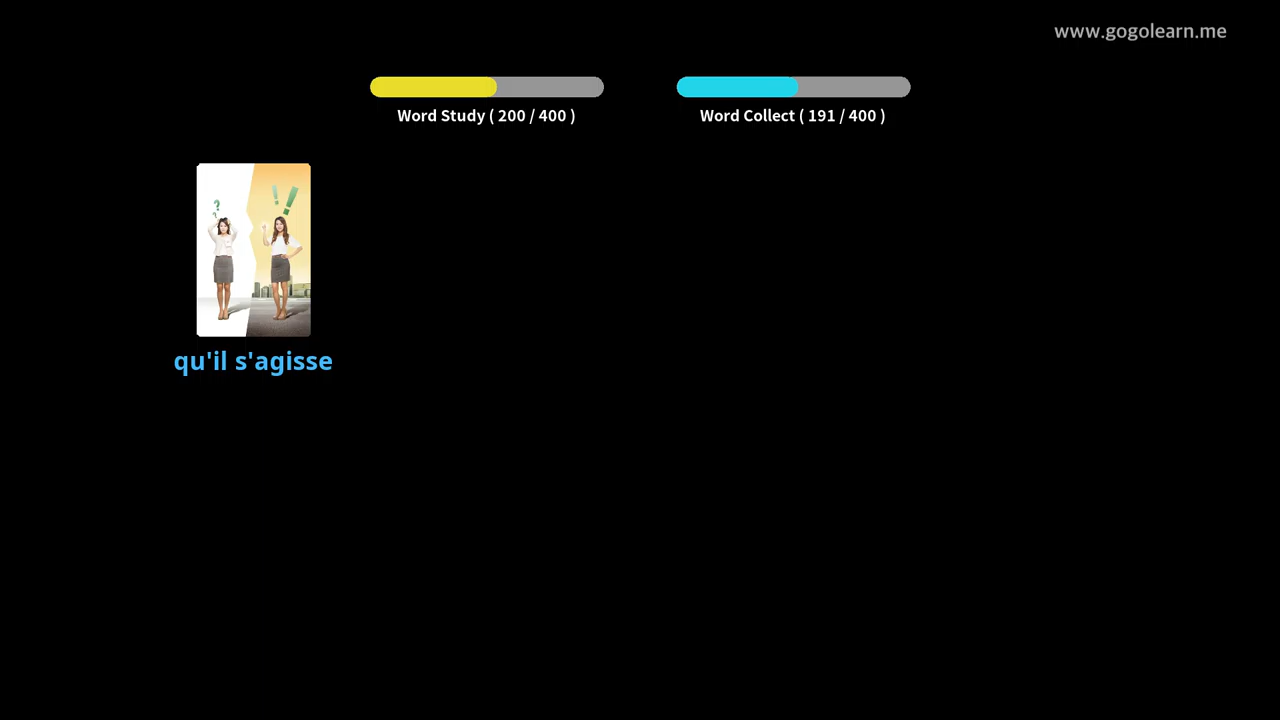 www.gogolearn.me
Word Study ( 200 / 400 )
Word Collect ( 191 / 400 )
? ?
! !
qu'il s'agisse